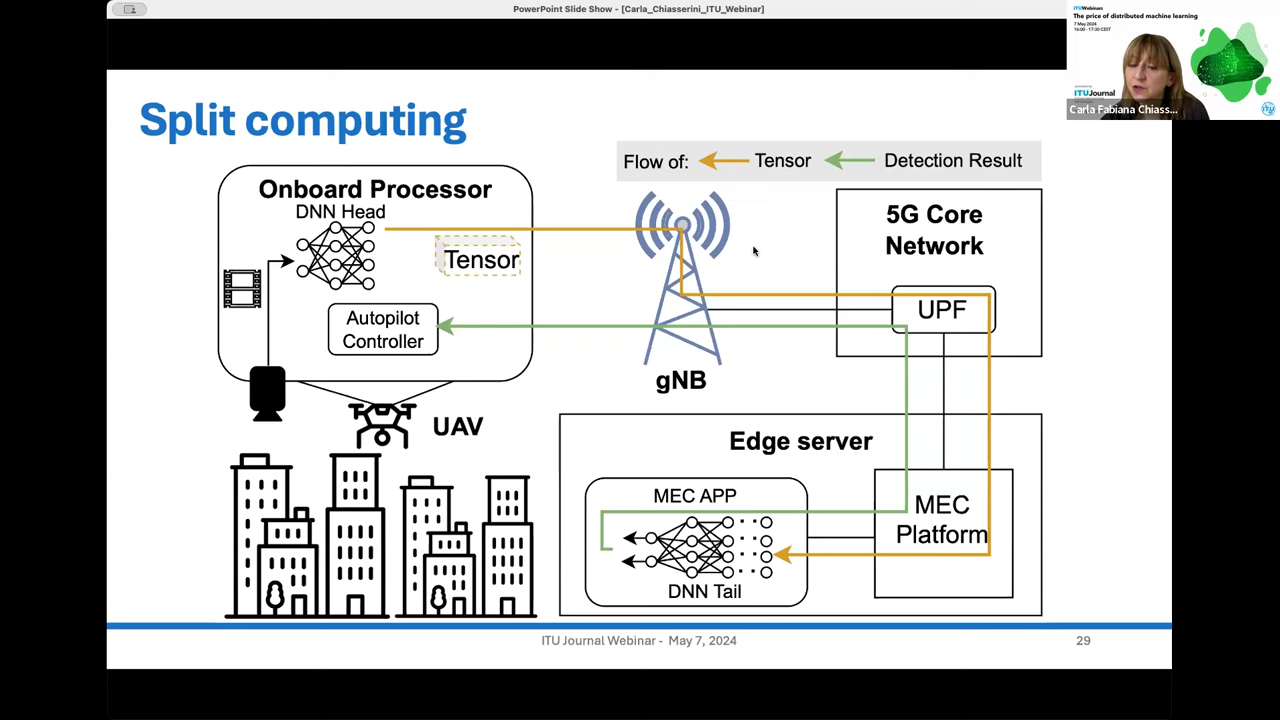 PowerPoint Slide Show - [Carla_Chiasserini_ITU_Webinar]
ITUWebinars
The price of distributed machine learning
7 May 2024
16:00 - 17:30 CEST
ITUJournal
Carla Fabiana Chiass...
Split computing
Flow of: Tensor Detection Result
Onboard Processor
DNN Head
Tensor
Autopilot
Controller
UAV
gNB
5G Core
Network
UPF
Edge server
MEC APP
DNN Tail
MEC
Platform
ITU Journal Webinar - May 7, 2024
29